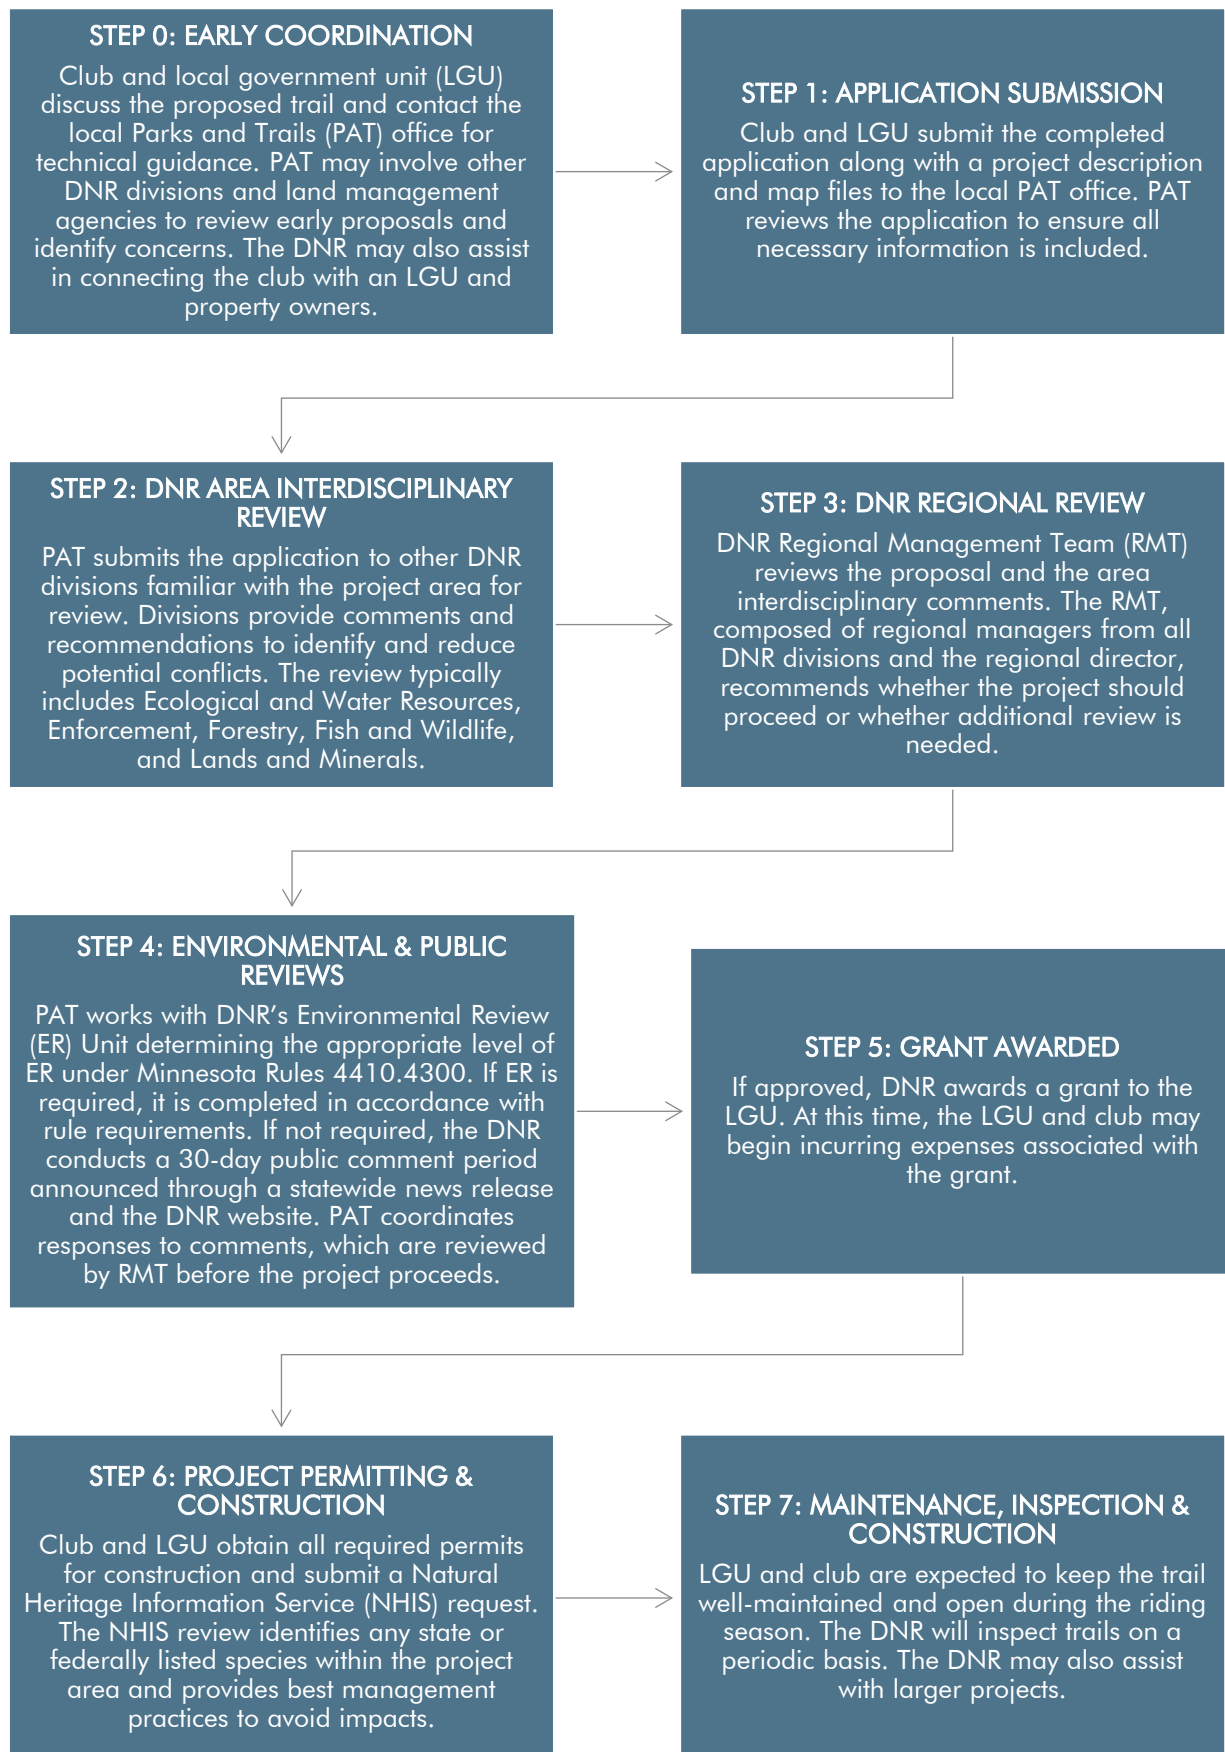 STEP 0: EARLY COORDINATION
Club and local government unit (LGU)
discuss the proposed trail and contact the
local Parks and Trails (PAT) office for
technical guidance. PAT may involve other
DNR divisions and land management
agencies to review early proposals and
identify concerns. The DNR may also assist
in connecting the club with an LGU and
property owners.
STEP 1: APPLICATION SUBMISSION
Club and LGU submit the completed
application along with a project description
and map files to the local PAT office. PAT
reviews the application to ensure all
necessary information is included.
STEP 2: DNR AREA INTERDISCIPLINARY
REVIEW
PAT submits the application to other DNR
divisions familiar with the project area for
review. Divisions provide comments and
recommendations to identify and reduce
potential conflicts. The review typically
includes Ecological and Water Resources,
Enforcement, Forestry, Fish and Wildlife,
and Lands and Minerals.
STEP 3: DNR REGIONAL REVIEW
DNR Regional Management Team (RMT)
reviews the proposal and the area
interdisciplinary comments. The RMT,
composed of regional managers from all
DNR divisions and the regional director,
recommends whether the project should
proceed or whether additional review is
needed.
STEP 4: ENVIRONMENTAL & PUBLIC
REVIEWS
PAT works with DNR’s Environmental Review
(ER) Unit determining the appropriate level of
ER under Minnesota Rules 4410.4300. If ER is
required, it is completed in accordance with
rule requirements. If not required, the DNR
conducts a 30-day public comment period
announced through a statewide news release
and the DNR website. PAT coordinates
responses to comments, which are reviewed
by RMT before the project proceeds.
STEP 5: GRANT AWARDED
If approved, DNR awards a grant to the
LGU. At this time, the LGU and club may
begin incurring expenses associated with
the grant.
STEP 6: PROJECT PERMITTING &
CONSTRUCTION
Club and LGU obtain all required permits
for construction and submit a Natural
Heritage Information Service (NHIS) request.
The NHIS review identifies any state or
federally listed species within the project
area and provides best management
practices to avoid impacts.
STEP 7: MAINTENANCE, INSPECTION &
CONSTRUCTION
LGU and club are expected to keep the trail
well-maintained and open during the riding
season. The DNR will inspect trails on a
periodic basis. The DNR may also assist
with larger projects.